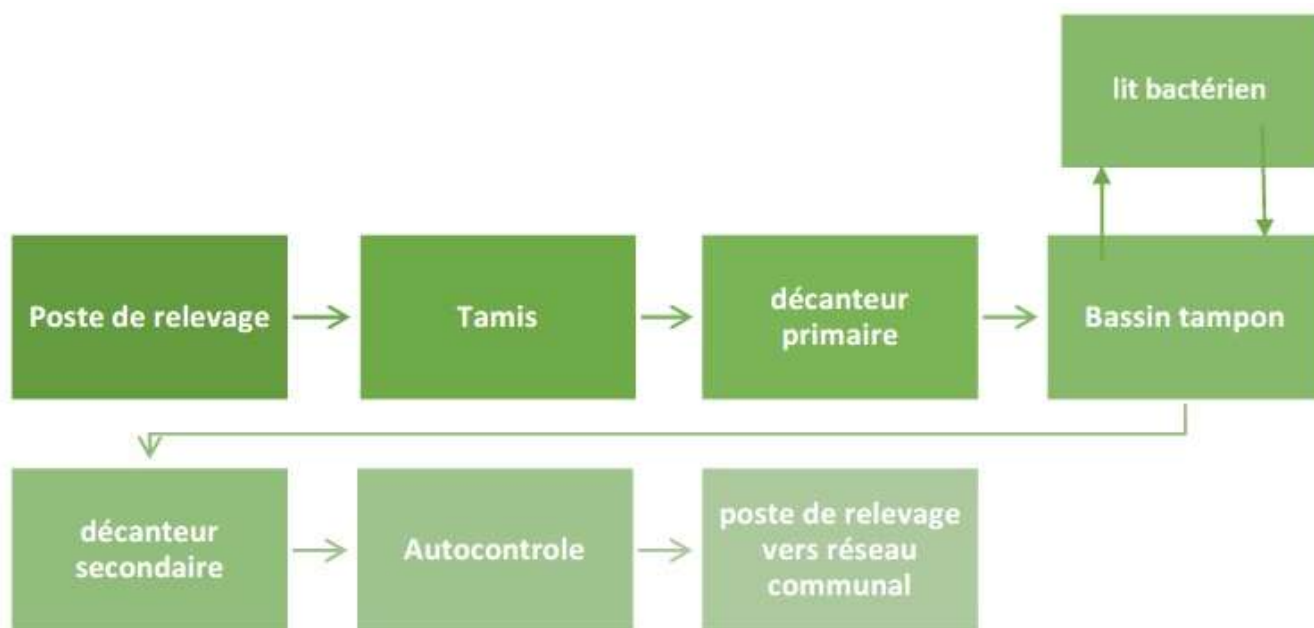 lit bactérien
Poste de relevage
Tamis
décanteur
primaire
Bassin tampon
décanteur
secondaire
Autocontrole
poste de relevage
vers réseau
communal